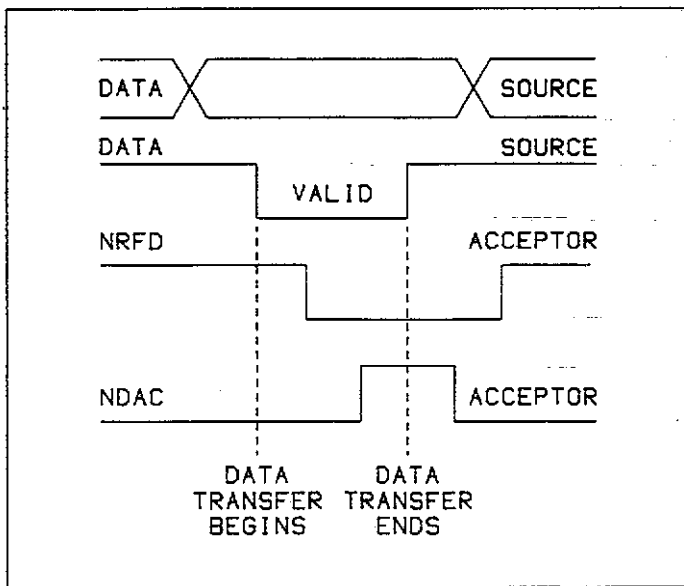 DATA SOURCE
DATA SOURCE
VALID
NRFD ACCEPTOR
NDAC ACCEPTOR
DATA DATA
TRANSFER TRANSFER
BEGINS ENDS